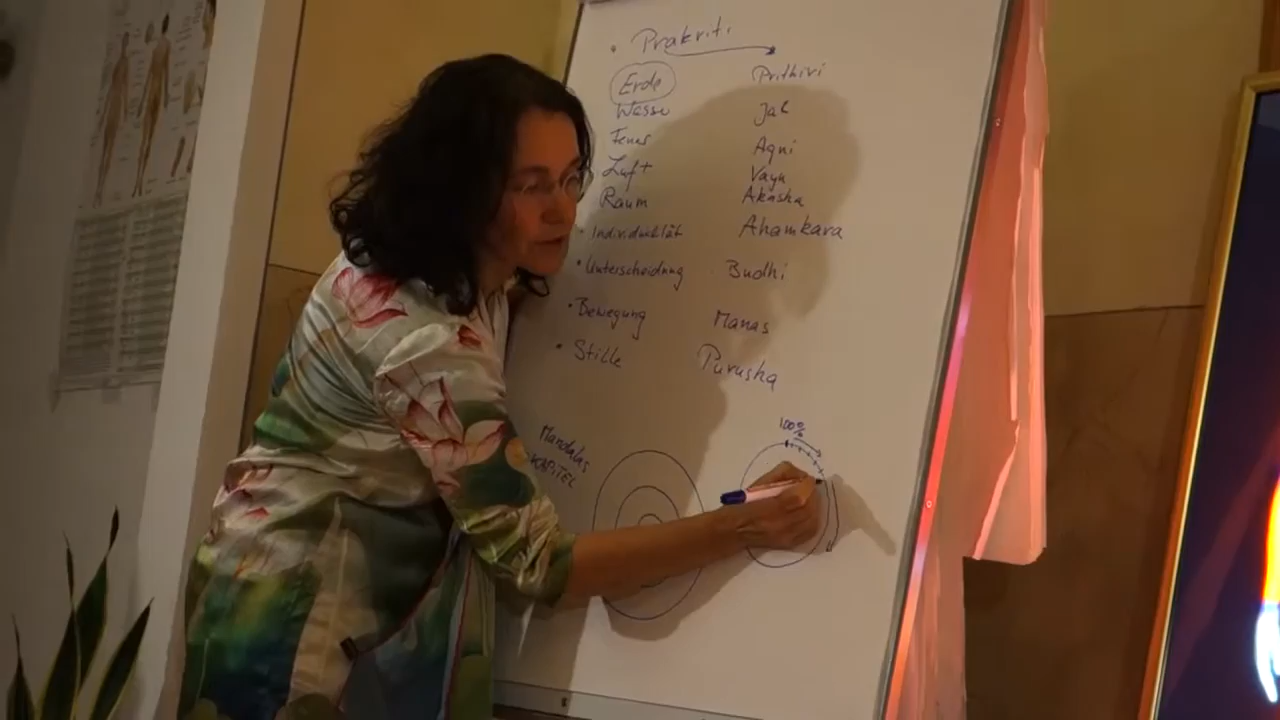 • Prakriti
Erde Prithivi
Wasser Jal
Feuer Agni
Luft Vayu
Raum Akasha
• Individualität Ahamkara
• Unterscheidung Budhi
• Bewegung Manas
• Stille Purusha
100%
Mandalas
KAPITEL